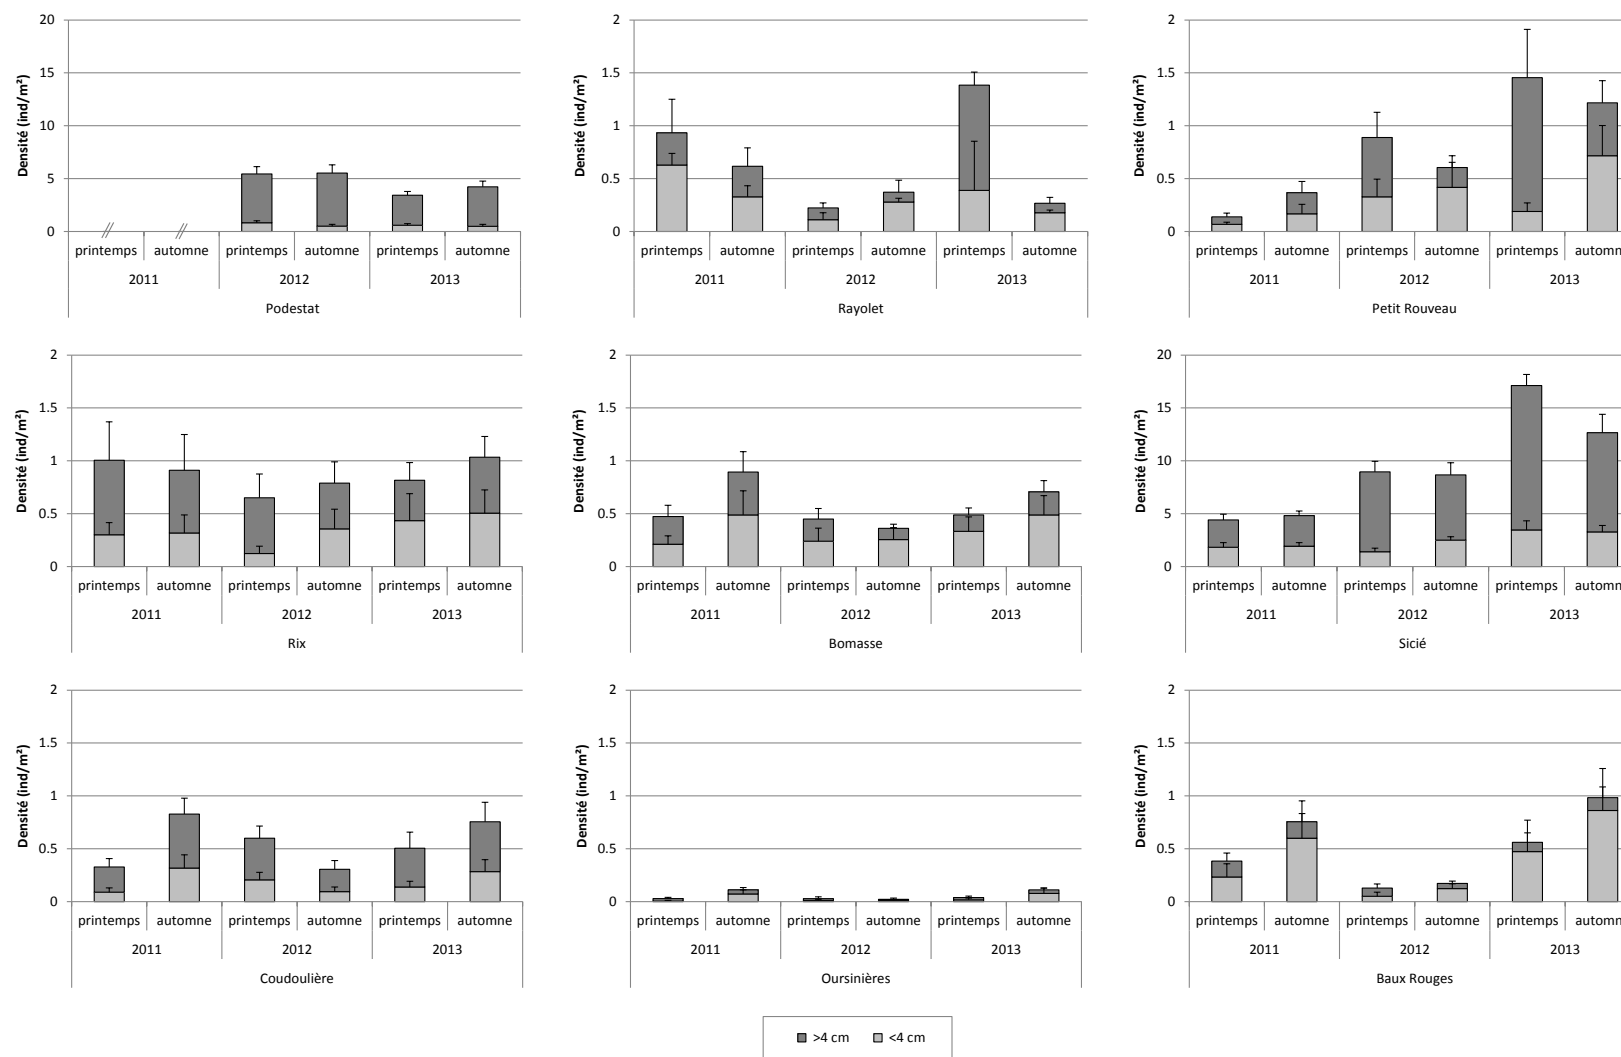 20
15
10
5
0
Densité (ind/m²)
printemps automne printemps automne printemps automne
2011 2012 2013
Podestat
2
1.5
1
0.5
0
Densité (ind/m²)
printemps automne printemps automne printemps automne
2011 2012 2013
Rayolet
2
1.5
1
0.5
0
Densité (ind/m²)
printemps automne printemps automne printemps automn
2011 2012 2013
Petit Rouveau
2
1.5
1
0.5
0
Densité (ind/m²)
printemps automne printemps automne printemps automne
2011 2012 2013
Rix
2
1.5
1
0.5
0
Densité (ind/m²)
printemps automne printemps automne printemps automne
2011 2012 2013
Bomasse
20
15
10
5
0
Densité (ind/m²)
printemps automne printemps automne printemps automn
2011 2012 2013
Sicié
2
1.5
1
0.5
0
Densité (ind/m²)
printemps automne printemps automne printemps automne
2011 2012 2013
Coudoulière
2
1.5
1
0.5
0
Densité (ind/m²)
printemps automne printemps automne printemps automne
2011 2012 2013
Oursinières
2
1.5
1
0.5
0
Densité (ind/m²)
printemps automne printemps automne printemps automn
2011 2012 2013
Baux Rouges
>4 cm <4 cm